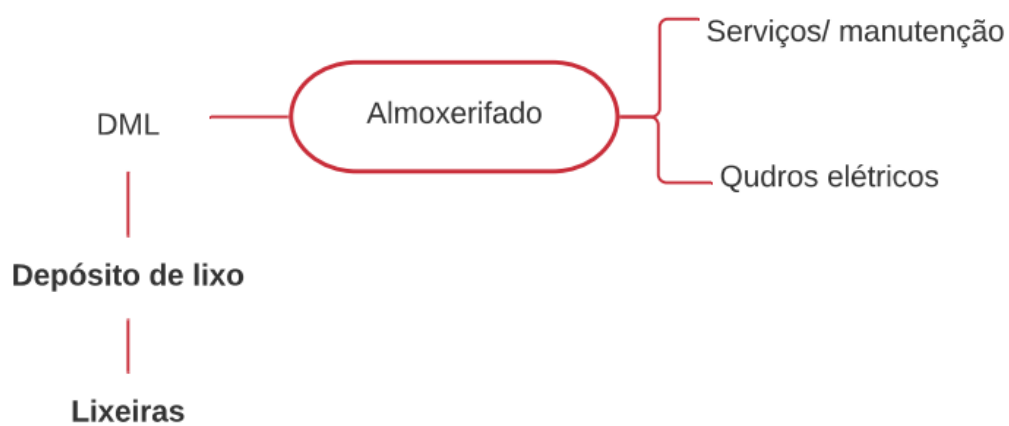 Serviços/ manutenção
Almoxerifado
DML
Qudros elétricos
Depósito de lixo
Lixeiras